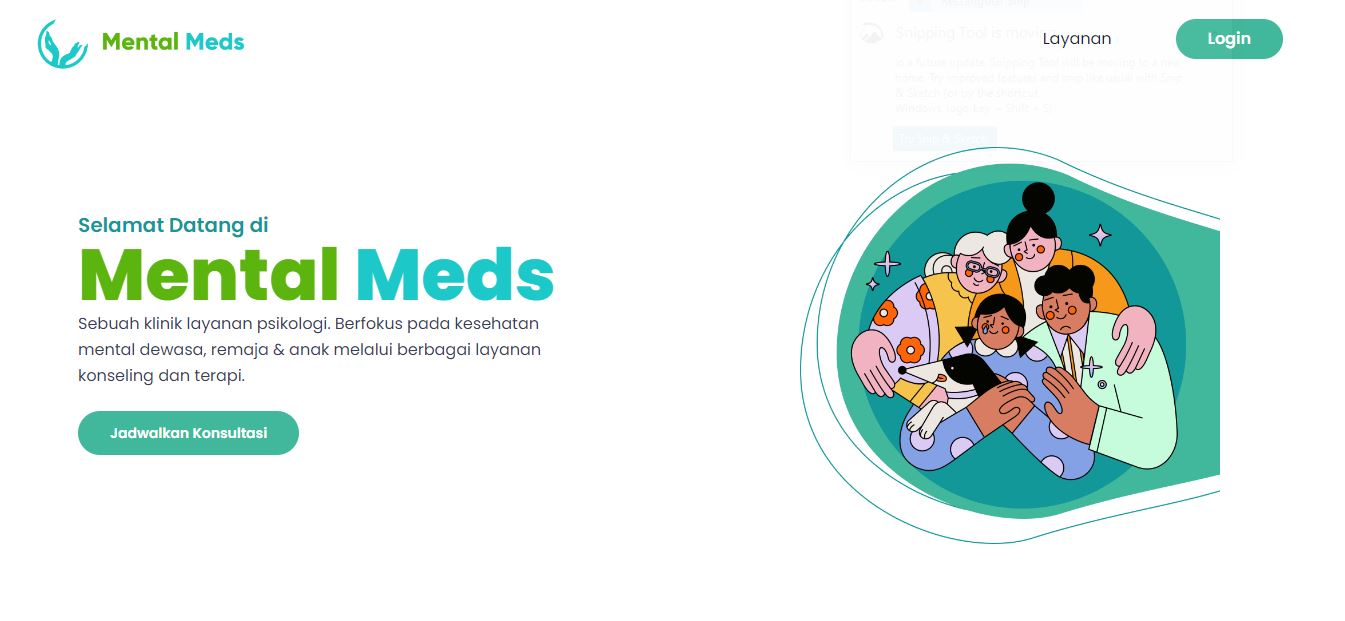 Mental Meds
Layanan
Login
Snipping Tool is movi
In a future update, Snipping Tool will be moving to a new
home. Try improved features and snip like usual with Snip
& Sketch (or try the shortcut
Windows logo key + Shift + S).
Try Snip & Sketch
Selamat Datang di
Mental Meds
Sebuah klinik layanan psikologi. Berfokus pada kesehatan
mental dewasa, remaja & anak melalui berbagai layanan
konseling dan terapi.
Jadwalkan Konsultasi